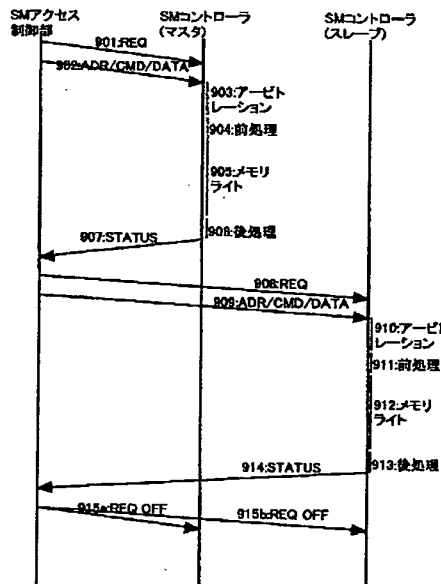 SMアクセス
制御部
SMコントローラ
(マスタ)
SMコントローラ
(スレーブ)
901:REQ
902:ADR/CMD/DATA
903:アービト
レーション
904:前処理
905:メモリ
ライト
906:後処理
907:STATUS
908:REQ
909:ADR/CMD/DATA
910:アービト
レーション
911:前処理
912:メモリ
ライト
913:後処理
914:STATUS
915a:REQ OFF
915b:REQ OFF